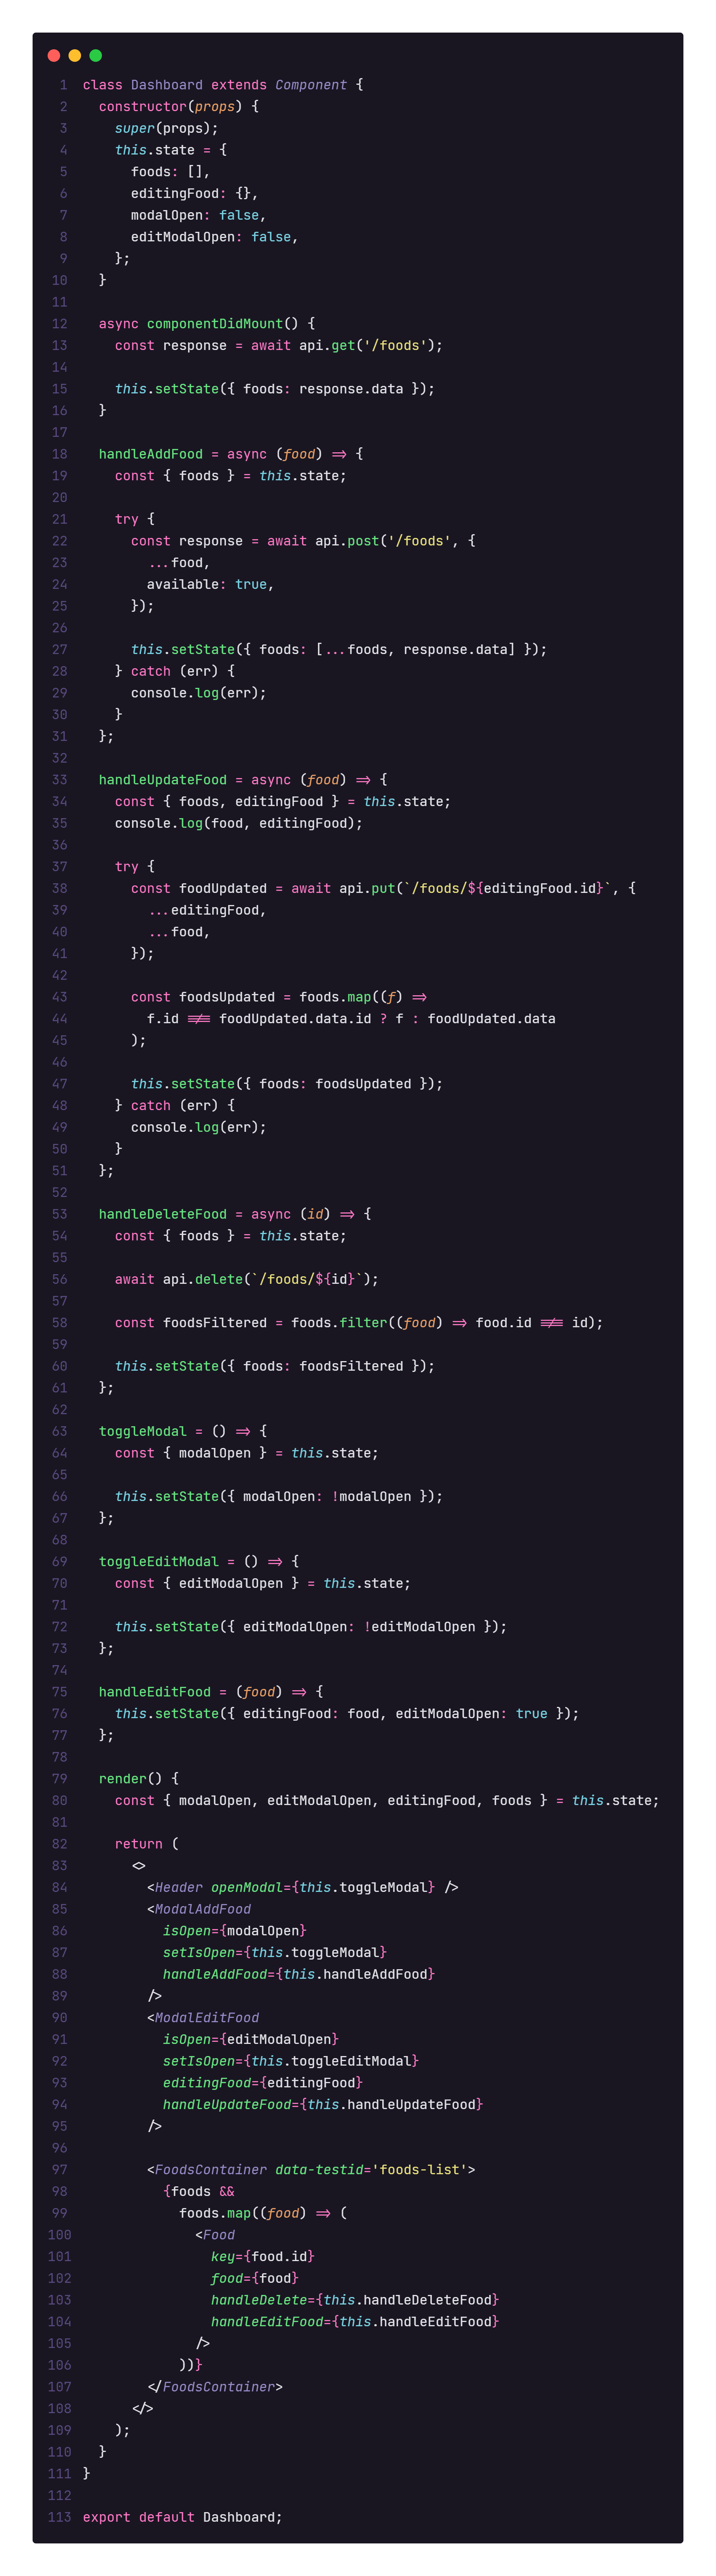 1 class Dashboard extends Component {
2   constructor(props) {
3     super(props);
4     this.state = {
5       foods: [],
6       editingFood: {},
7       modalOpen: false,
8       editModalOpen: false,
9     };
10   }
11
12   async componentDidMount() {
13     const response = await api.get('/foods');
14
15     this.setState({ foods: response.data });
16   }
17
18   handleAddFood = async (food) => {
19     const { foods } = this.state;
20
21     try {
22       const response = await api.post('/foods', {
23         ...food,
24         available: true,
25       });
26
27       this.setState({ foods: [...foods, response.data] });
28     } catch (err) {
29       console.log(err);
30     }
31   };
32
33   handleUpdateFood = async (food) => {
34     const { foods, editingFood } = this.state;
35     console.log(food, editingFood);
36
37     try {
38       const foodUpdated = await api.put(`/foods/${editingFood.id}`, {
39         ...editingFood,
40         ...food,
41       });
42
43       const foodsUpdated = foods.map((f) =>
44         f.id !== foodUpdated.data.id ? f : foodUpdated.data
45       );
46
47       this.setState({ foods: foodsUpdated });
48     } catch (err) {
49       console.log(err);
50     }
51   };
52
53   handleDeleteFood = async (id) => {
54     const { foods } = this.state;
55
56     await api.delete(`/foods/${id}`);
57
58     const foodsFiltered = foods.filter((food) => food.id !== id);
59
60     this.setState({ foods: foodsFiltered });
61   };
62
63   toggleModal = () => {
64     const { modalOpen } = this.state;
65
66     this.setState({ modalOpen: !modalOpen });
67   };
68
69   toggleEditModal = () => {
70     const { editModalOpen } = this.state;
71
72     this.setState({ editModalOpen: !editModalOpen });
73   };
74
75   handleEditFood = (food) => {
76     this.setState({ editingFood: food, editModalOpen: true });
77   };
78
79   render() {
80     const { modalOpen, editModalOpen, editingFood, foods } = this.state;
81
82     return (
83       <>
84         <Header openModal={this.toggleModal} />
85         <ModalAddFood
86           isOpen={modalOpen}
87           setIsOpen={this.toggleModal}
88           handleAddFood={this.handleAddFood}
89         />
90         <ModalEditFood
91           isOpen={editModalOpen}
92           setIsOpen={this.toggleEditModal}
93           editingFood={editingFood}
94           handleUpdateFood={this.handleUpdateFood}
95         />
96
97         <FoodsContainer data-testid='foods-list'>
98           {foods &&
99             foods.map((food) => (
100               <Food
101                 key={food.id}
102                 food={food}
103                 handleDelete={this.handleDeleteFood}
104                 handleEditFood={this.handleEditFood}
105               />
106             ))}
107         </FoodsContainer>
108       </>
109     );
110   }
111 }
112
113 export default Dashboard;